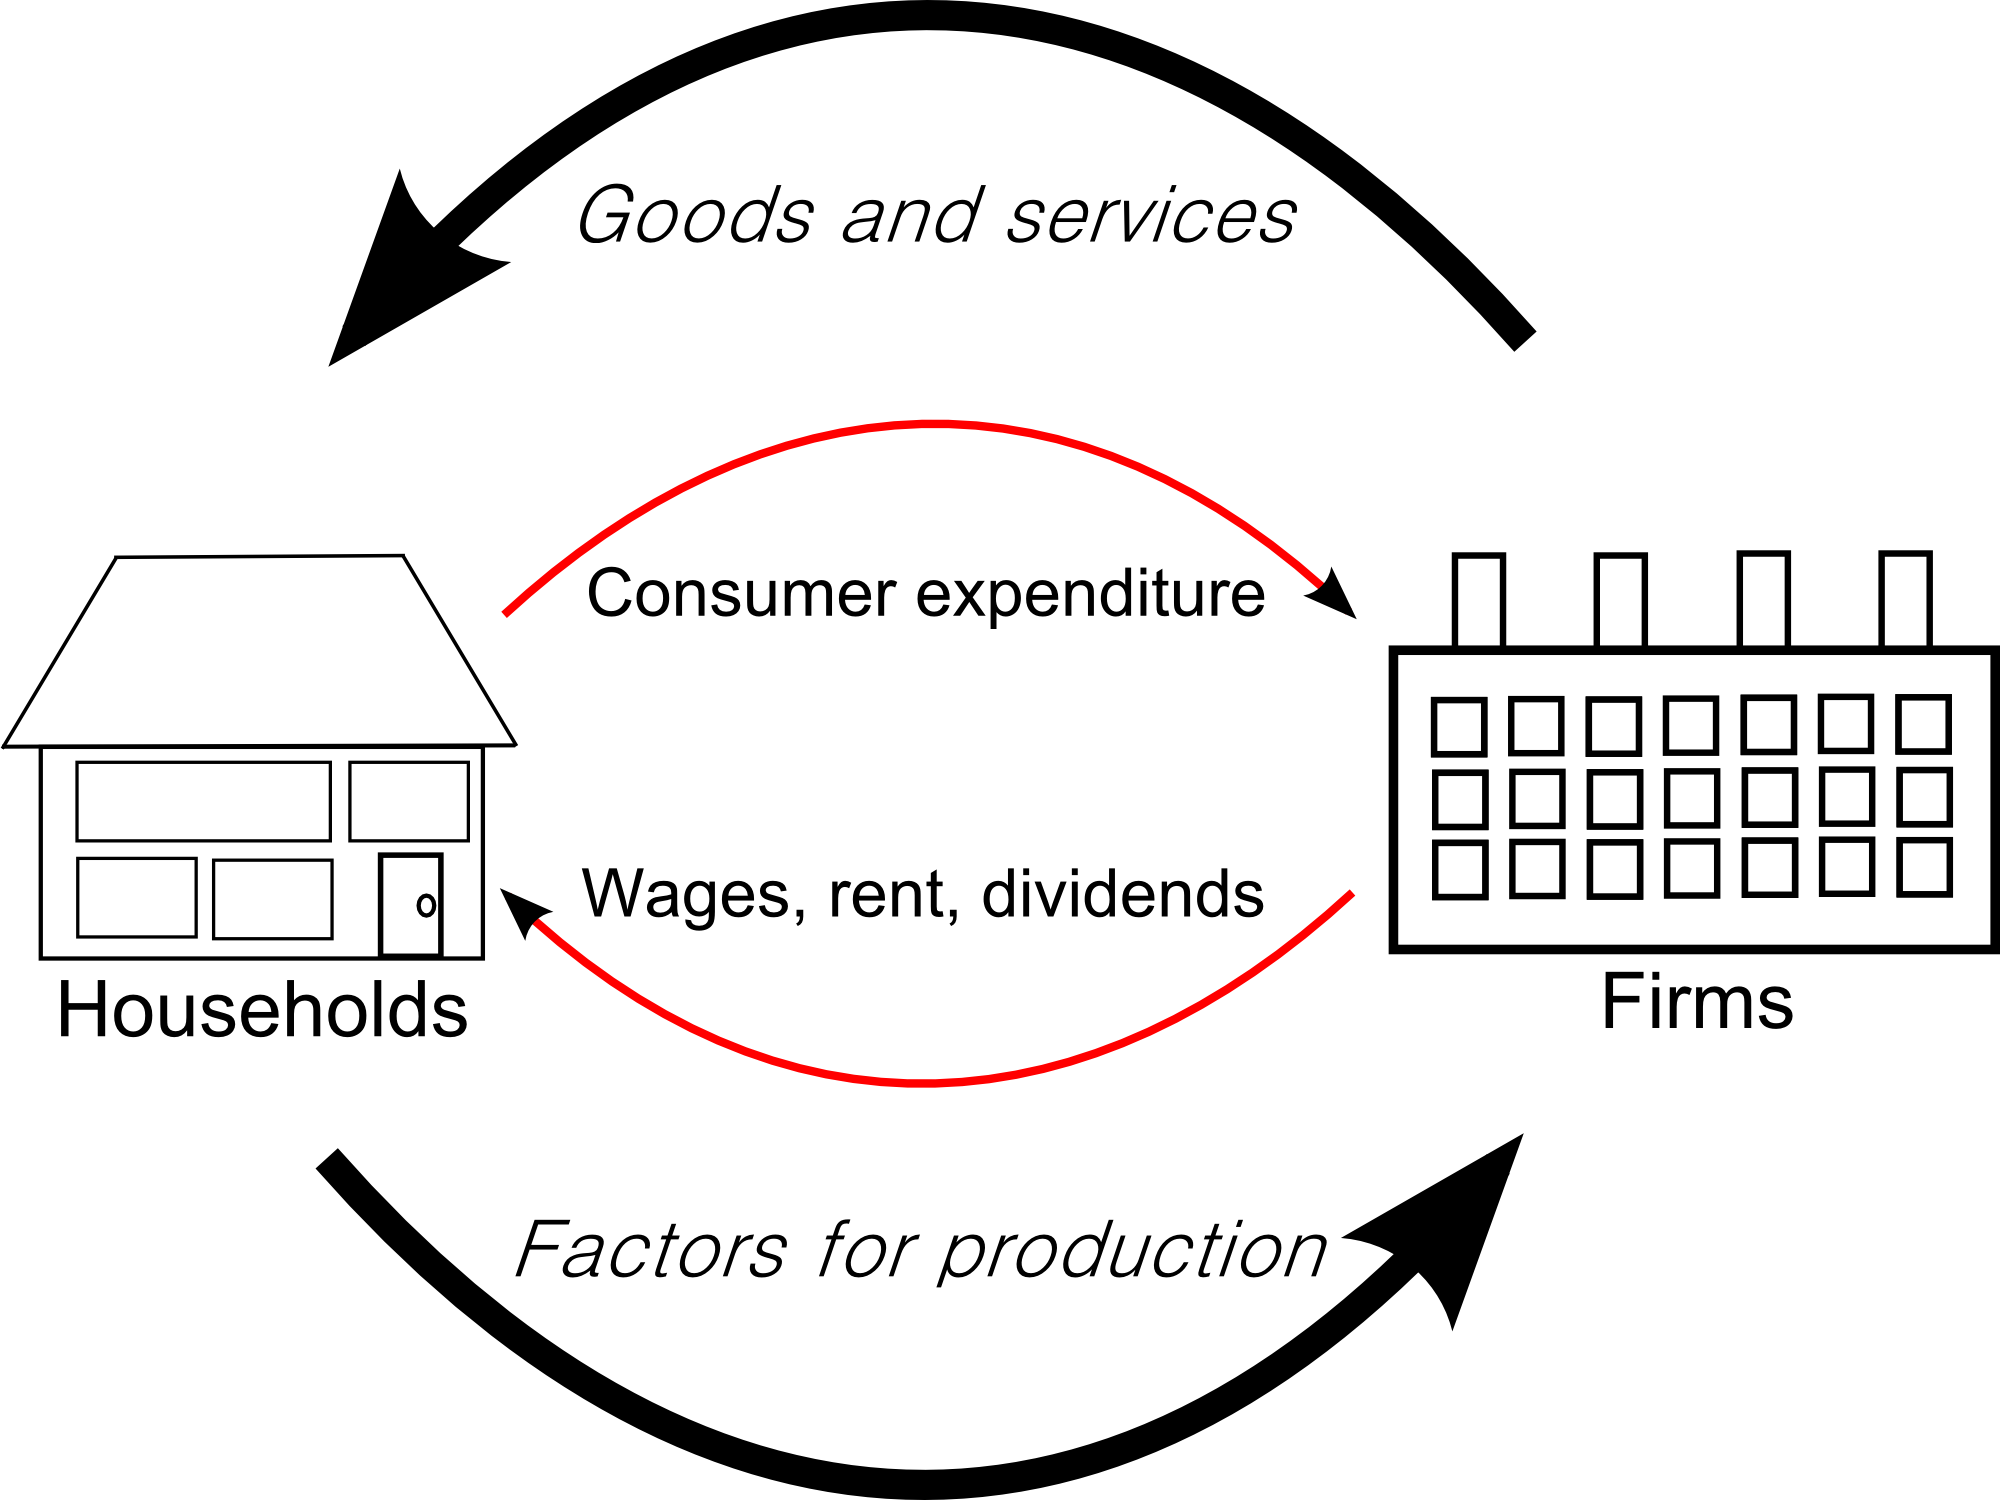 Goods and services
Consumer expenditure
Wages, rent, dividends
Households
Firms
Factors for production